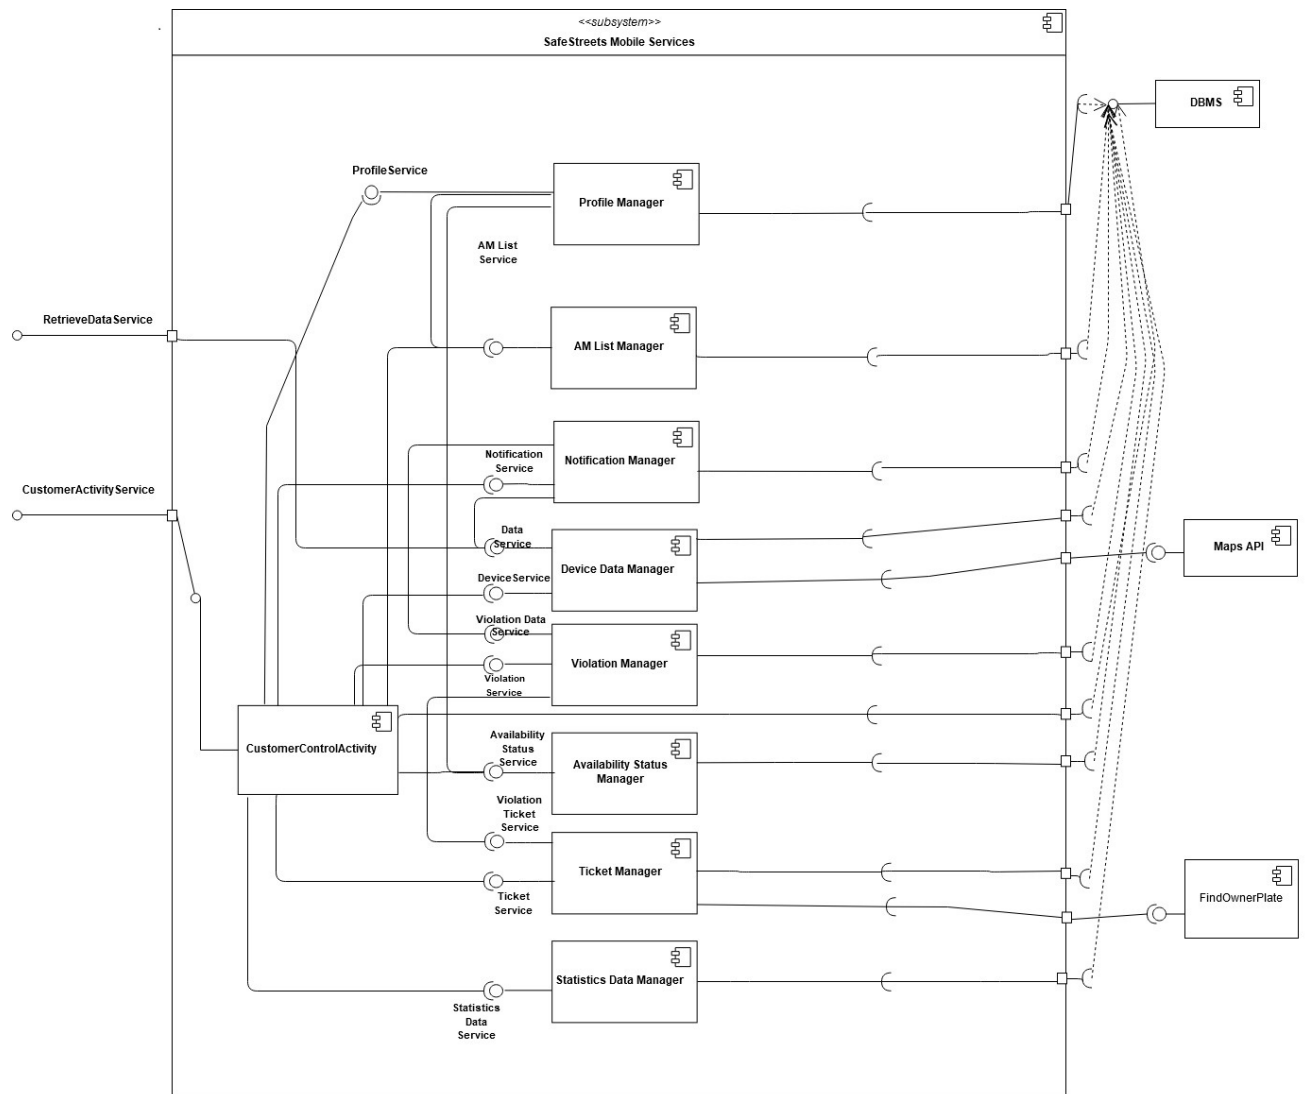 <<subsystem>>
SafeStreets Mobile Services
DBMS
ProfileService
Profile Manager
AM List
Service
RetrieveDataService
AM List Manager
Notification
Service
Notification Manager
CustomerActivityService
Data
Service
Maps API
Device Data Manager
DeviceService
Violation Data
Service
Violation Manager
Violation
Service
CustomerControlActivity
Availability
Status
Service
Availability Status
Manager
Violation
Ticket
Service
Ticket Manager
Ticket
Service
FindOwnerPlate
Statistics Data Manager
Statistics
Data
Service